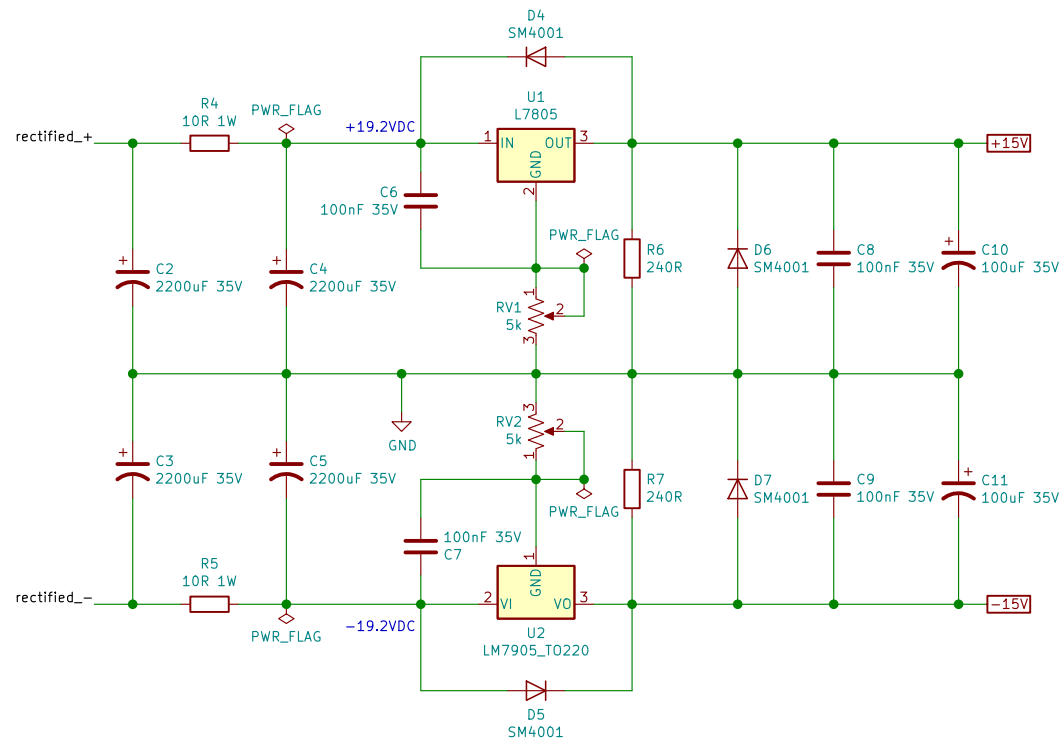 D4
SM4001
U1
L7805
R4
10R 1W
PWR_FLAG
rectified_+
+19.2VDC
1
IN
OUT
3
GND
2
+15V
C6
100nF 35V
PWR_FLAG
R6
240R
D6
SM4001
C8
100nF 35V
+
C10
100uF 35V
+
C2
2200uF 35V
+
C4
2200uF 35V
1
RV1
5k
2
3
GND
3
RV2
5k
2
1
+
C3
2200uF 35V
+
C5
2200uF 35V
PWR_FLAG
R7
240R
D7
SM4001
C9
100nF 35V
+
C11
100uF 35V
100nF 35V
C7
1
GND
R5
10R 1W
rectified_-
PWR_FLAG
-19.2VDC
2
VI
VO
3
-15V
U2
LM7905_TO220
D5
SM4001